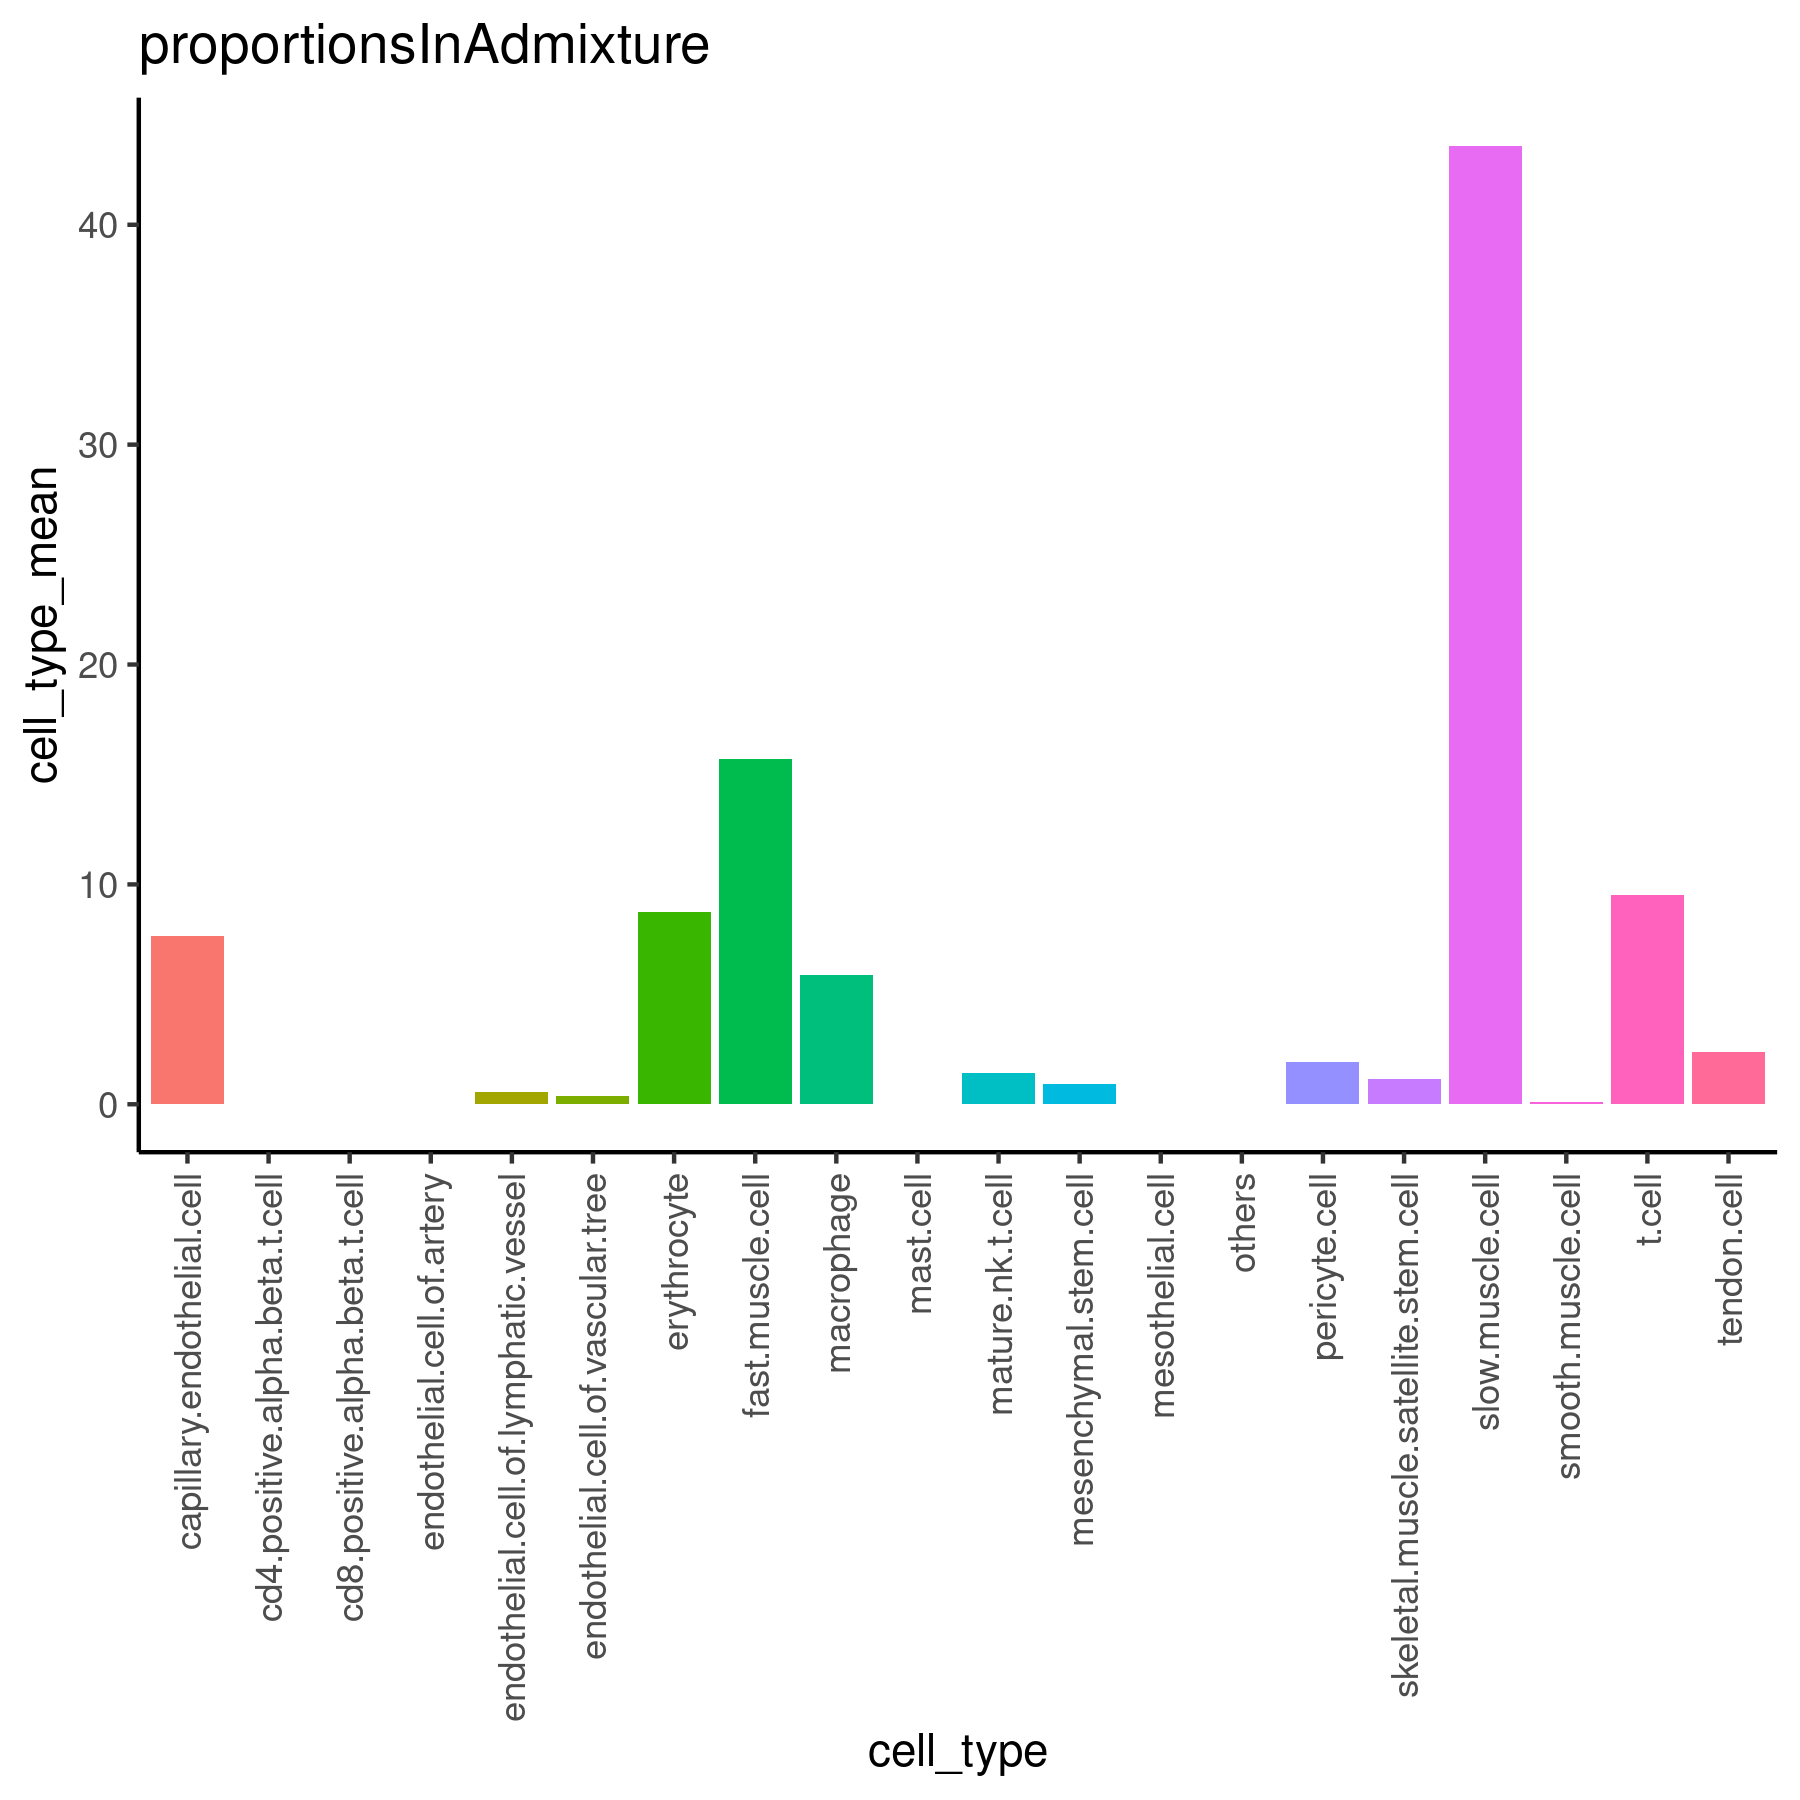 proportionsInAdmixture
cell_type_mean
40
30
20
10
0
capillary.endothelial.cell
cd4.positive.alpha.beta.t.cell
cd8.positive.alpha.beta.t.cell
endothelial.cell.of.artery
endothelial.cell.of.lymphatic.vessel
endothelial.cell.of.vascular.tree
erythrocyte
fast.muscle.cell
macrophage
mast.cell
mature.nk.t.cell
mesenchymal.stem.cell
mesothelial.cell
others
pericyte.cell
skeletal.muscle.satellite.stem.cell
slow.muscle.cell
smooth.muscle.cell
t.cell
tendon.cell
cell_type